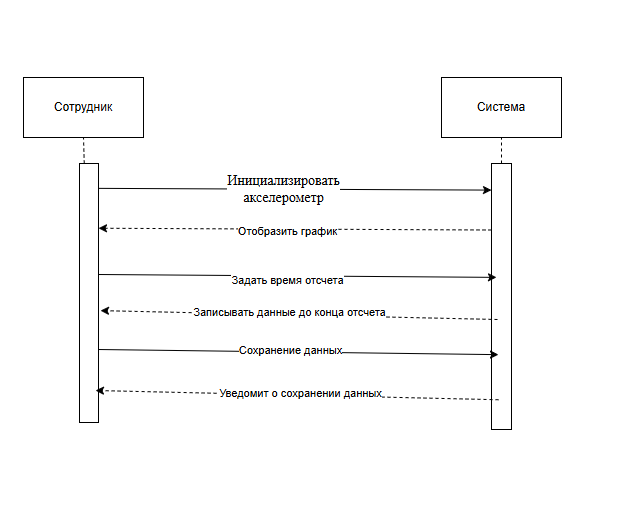 Сотрудник
Система
Инициализировать
акселерометр
Отобразить график
Задать время отсчета
Записывать данные до конца отсчета
Сохранение данных
Уведомит о сохранении данных